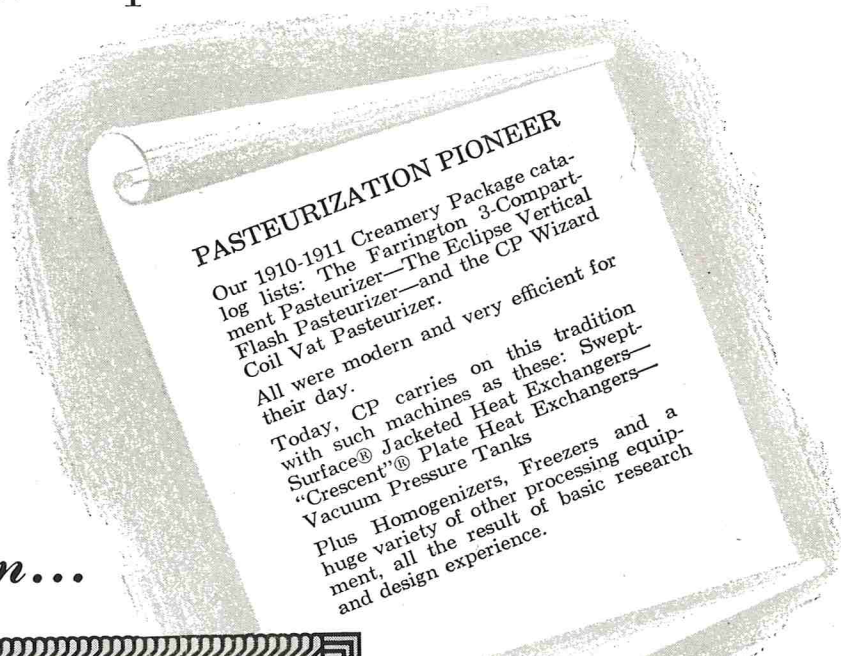 PASTEURIZATION PIONEER
Our 1910-1911 Creamery Package cata-
log lists: The Farrington 3-Compart-
ment Pasteurizer—The Eclipse Vertical
Flash Pasteurizer—and the CP Wizard
Coil Vat Pasteurizer.
All were modern and very efficient for
their day.
Today, CP carries on this tradition
with such machines as these: Swept-
Surface® Jacketed Heat Exchangers—
"Crescent"® Plate Heat Exchangers—
Vacuum Pressure Tanks
Plus Homogenizers, Freezers and a
huge variety of other processing equip-
ment, all the result of basic research
and design experience.